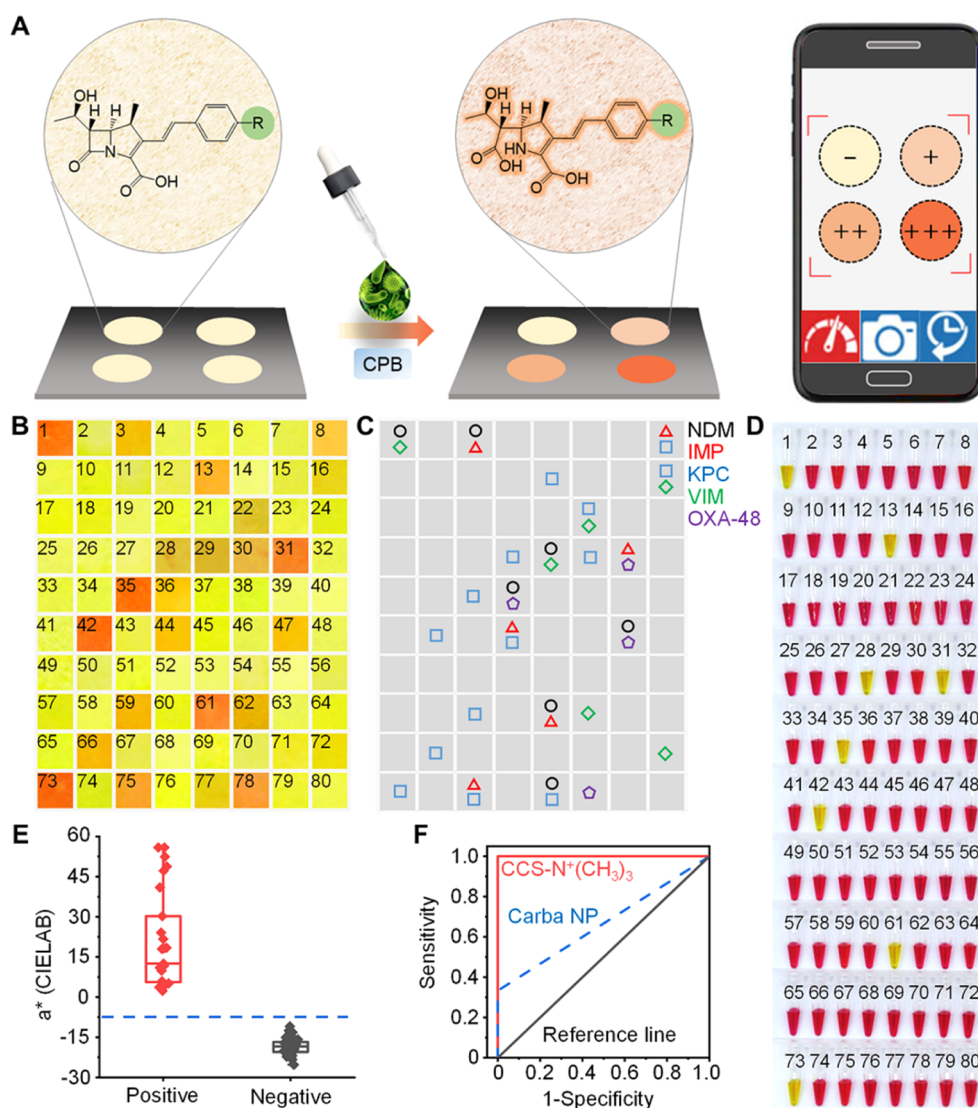 A
OH
H H
R
N
O
O
OH
OH
H H
R
HN
O
OH
O
OH
CPB
- +
++ +++
B
1 2 3 4 5 6 7 8
9 10 11 12 13 14 15 16
17 18 19 20 21 22 23 24
25 26 27 28 29 30 31 32
33 34 35 36 37 38 39 40
41 42 43 44 45 46 47 48
49 50 51 52 53 54 55 56
57 58 59 60 61 62 63 64
65 66 67 68 69 70 71 72
73 74 75 76 77 78 79 80
C
NDM
IMP
KPC
VIM
OXA-48
D
1 2 3 4 5 6 7 8
9 10 11 12 13 14 15 16
17 18 19 20 21 22 23 24
25 26 27 28 29 30 31 32
33 34 35 36 37 38 39 40
41 42 43 44 45 46 47 48
49 50 51 52 53 54 55 56
57 58 59 60 61 62 63 64
65 66 67 68 69 70 71 72
73 74 75 76 77 78 79 80
E
a* (CIELAB)
60
45
30
15
0
-15
-30
Positive Negative
F
Sensitivity
1.0
0.8
0.6
0.4
0.2
0
CCS-N⁺(CH₃)₃
Carba NP
Reference line
0 0.2 0.4 0.6 0.8 1.0
1-Specificity